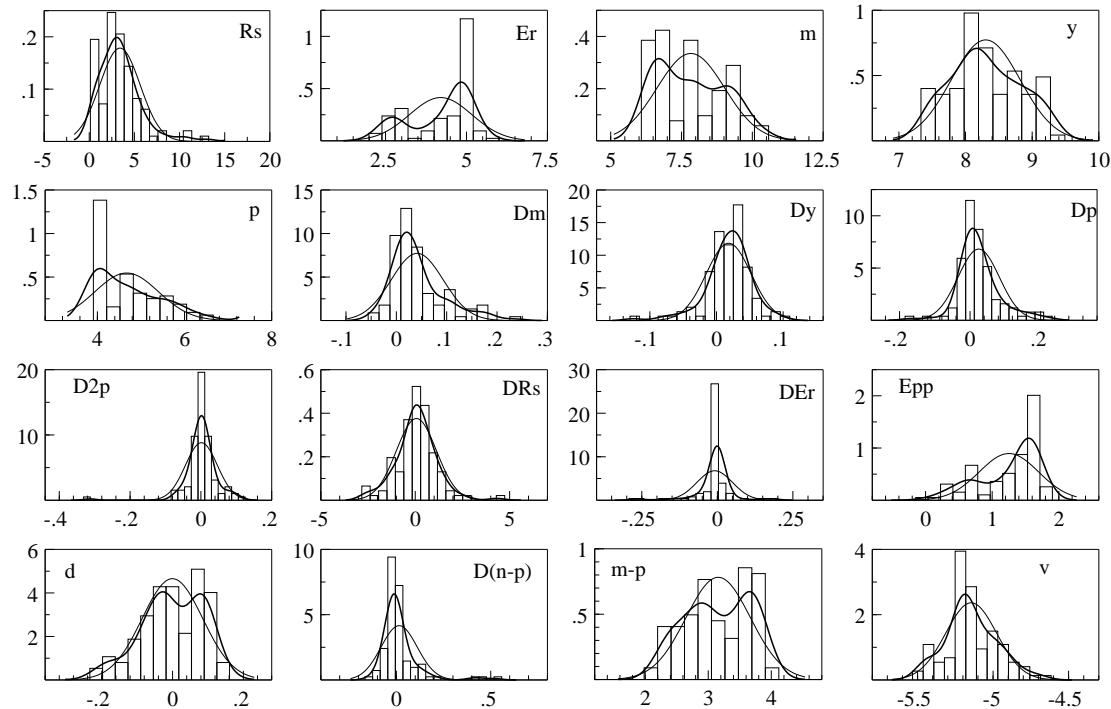 Rs
.2
.1
-5 0 5 10 15 20
Er
1
.5
2.5 5 7.5
m
.4
.2
5 7.5 10 12.5
y
1
.5
7 8 9 10
p
1.5
1
.5
4 6 8
Dm
15
10
5
-.1 0 .1 .2 .3
Dy
20
15
10
5
-.1 0 .1
Dp
10
5
-.2 0 .2
D2p
20
10
-.4 -.2 0 .2
DRs
.6
.4
.2
-5 0 5
DEr
30
20
10
-.25 0 .25
Epp
2
1
0 1 2
d
6
4
2
-.2 0 .2
D(n-p)
10
5
0 .5
m-p
1
.5
2 3 4
v
4
2
-5.5 -5 -4.5